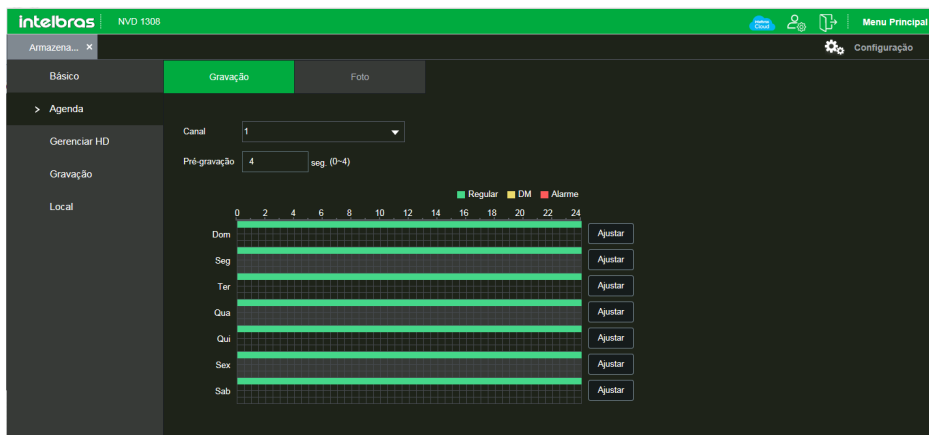 intelbras NVD 1308 Intelbras Cloud Menu Principal
Armazena... × Configuração
Básico
Gravação Foto
> Agenda
Canal 1
Gerenciar HD
Pré-gravação 4 seg. (0~4)
Gravação
Regular DM Alarme
Local
0 2 4 6 8 10 12 14 16 18 20 22 24
Dom Ajustar
Seg Ajustar
Ter Ajustar
Qua Ajustar
Qui Ajustar
Sex Ajustar
Sab Ajustar